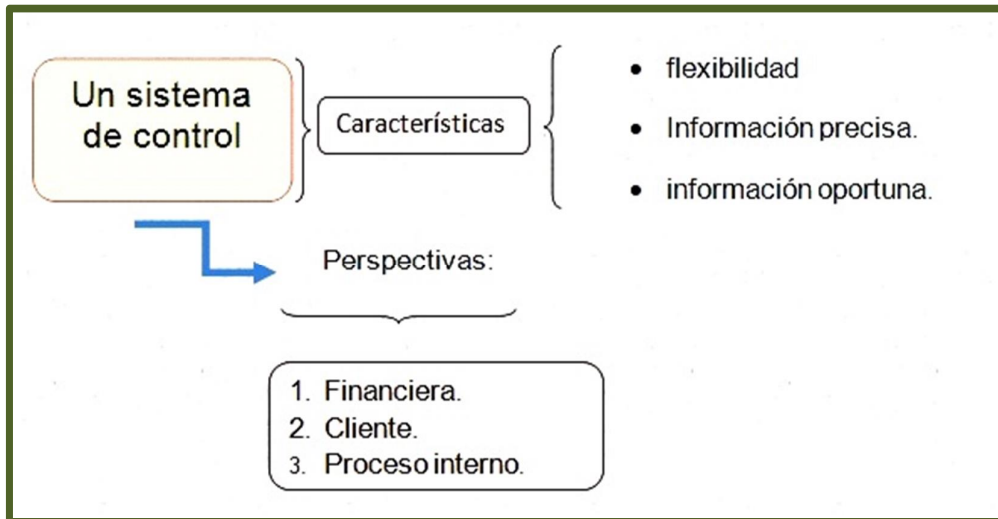 Un sistema
de control
Características
• flexibilidad
• Información precisa.
• información oportuna.
Perspectivas:
1. Financiera.
2. Cliente.
3. Proceso interno.